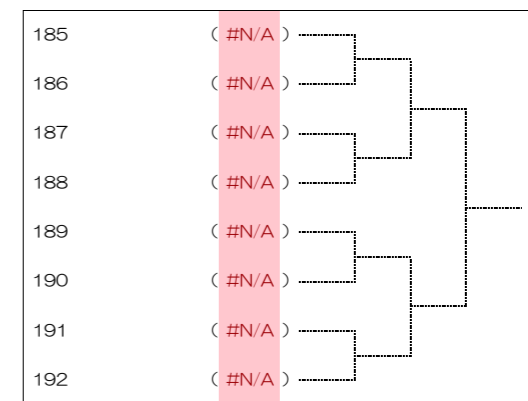 185 ( #N/A )
186 ( #N/A )
187 ( #N/A )
188 ( #N/A )
189 ( #N/A )
190 ( #N/A )
191 ( #N/A )
192 ( #N/A )